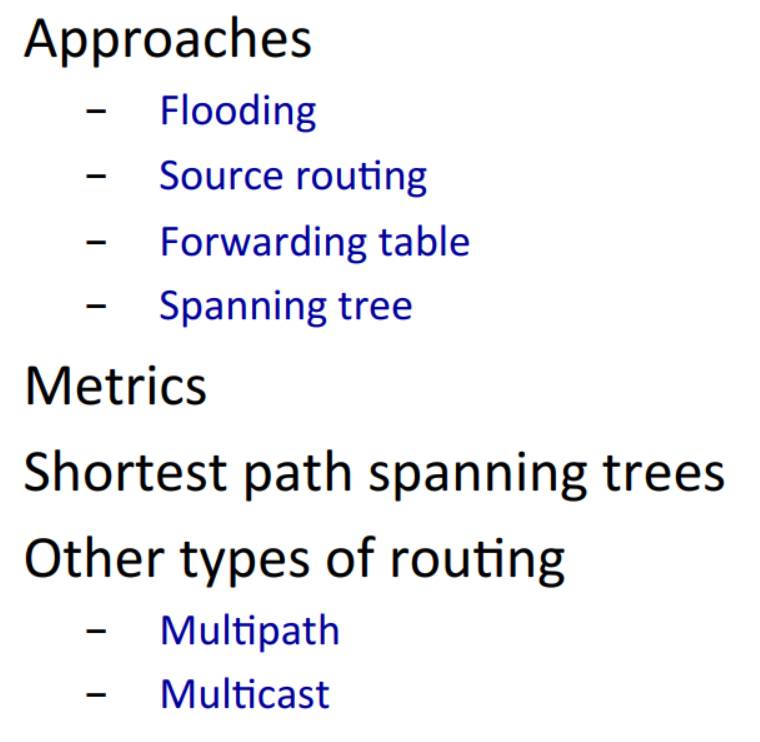 Approaches
– Flooding
– Source routing
– Forwarding table
– Spanning tree
Metrics
Shortest path spanning trees
Other types of routing
– Multipath
– Multicast